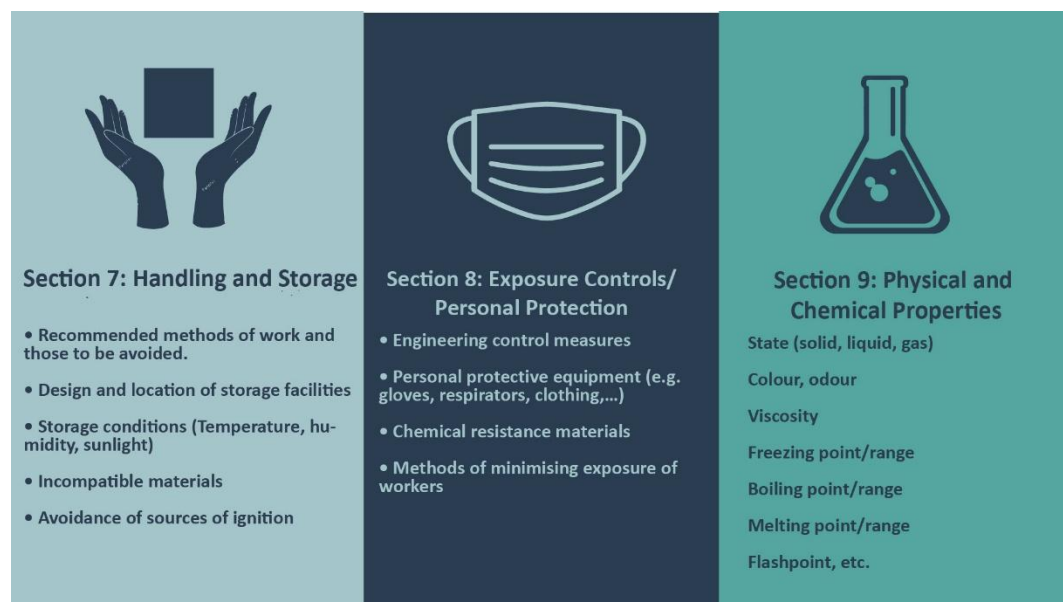 Section 7: Handling and Storage
• Recommended methods of work and
those to be avoided.
• Design and location of storage facilities
• Storage conditions (Temperature, hu-
midity, sunlight)
• Incompatible materials
• Avoidance of sources of ignition
Section 8: Exposure Controls/
Personal Protection
• Engineering control measures
• Personal protective equipment (e.g.
gloves, respirators, clothing,...)
• Chemical resistance materials
• Methods of minimising exposure of
workers
Section 9: Physical and
Chemical Properties
State (solid, liquid, gas)
Colour, odour
Viscosity
Freezing point/range
Boiling point/range
Melting point/range
Flashpoint, etc.